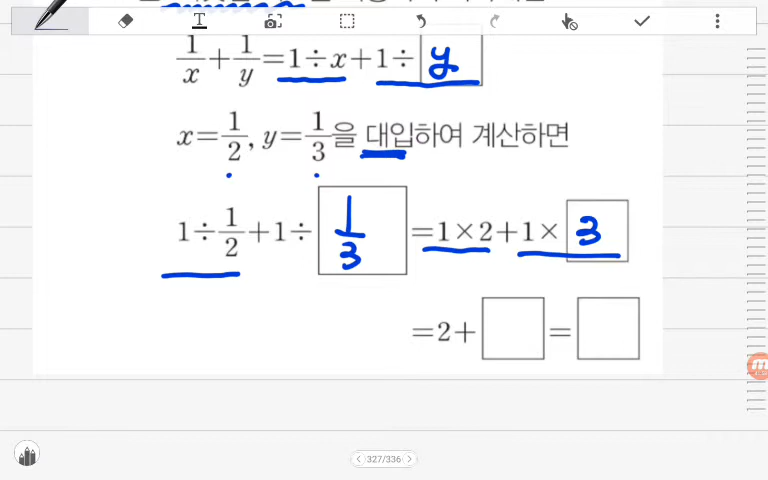 1/x + 1/y = 1÷x + 1÷ y
x = 1/2, y = 1/3을 대입하여 계산하면
1÷ 1/2 + 1÷ 1/3 = 1×2 + 1× 3
= 2 + =
327/336